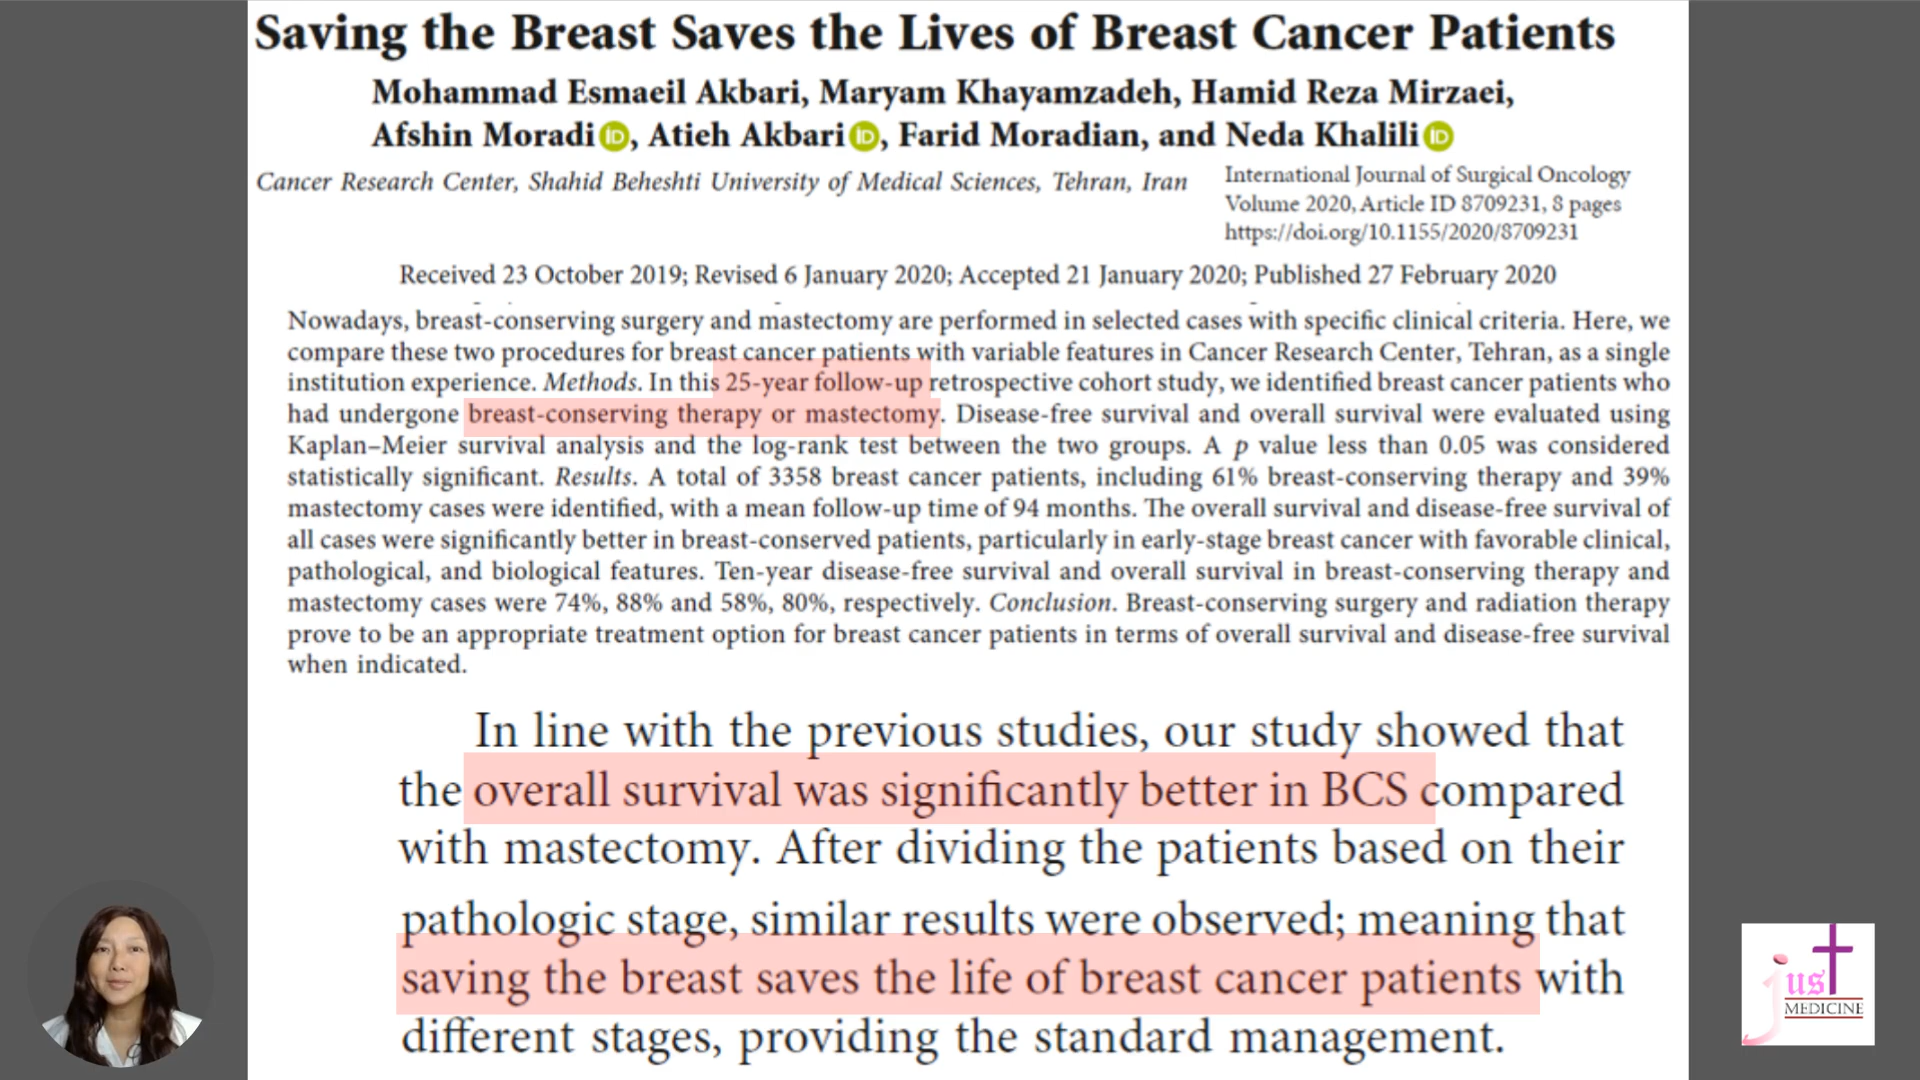 Saving the Breast Saves the Lives of Breast Cancer Patients
Mohammad Esmaeil Akbari, Maryam Khayamzadeh, Hamid Reza Mirzaei,
Afshin Moradi iD, Atieh Akbari iD, Farid Moradian, and Neda Khalili iD
Cancer Research Center, Shahid Beheshti University of Medical Sciences, Tehran, Iran
International Journal of Surgical Oncology
Volume 2020, Article ID 8709231, 8 pages
https://doi.org/10.1155/2020/8709231
Received 23 October 2019; Revised 6 January 2020; Accepted 21 January 2020; Published 27 February 2020
Nowadays, breast-conserving surgery and mastectomy are performed in selected cases with specific clinical criteria. Here, we
compare these two procedures for breast cancer patients with variable features in Cancer Research Center, Tehran, as a single
institution experience. Methods. In this 25-year follow-up retrospective cohort study, we identified breast cancer patients who
had undergone breast-conserving therapy or mastectomy. Disease-free survival and overall survival were evaluated using
Kaplan–Meier survival analysis and the log-rank test between the two groups. A p value less than 0.05 was considered
statistically significant. Results. A total of 3358 breast cancer patients, including 61% breast-conserving therapy and 39%
mastectomy cases were identified, with a mean follow-up time of 94 months. The overall survival and disease-free survival of
all cases were significantly better in breast-conserved patients, particularly in early-stage breast cancer with favorable clinical,
pathological, and biological features. Ten-year disease-free survival and overall survival in breast-conserving therapy and
mastectomy cases were 74%, 88% and 58%, 80%, respectively. Conclusion. Breast-conserving surgery and radiation therapy
prove to be an appropriate treatment option for breast cancer patients in terms of overall survival and disease-free survival
when indicated.
In line with the previous studies, our study showed that
the overall survival was significantly better in BCS compared
with mastectomy. After dividing the patients based on their
pathologic stage, similar results were observed; meaning that
saving the breast saves the life of breast cancer patients with
different stages, providing the standard management.
just
MEDICINE